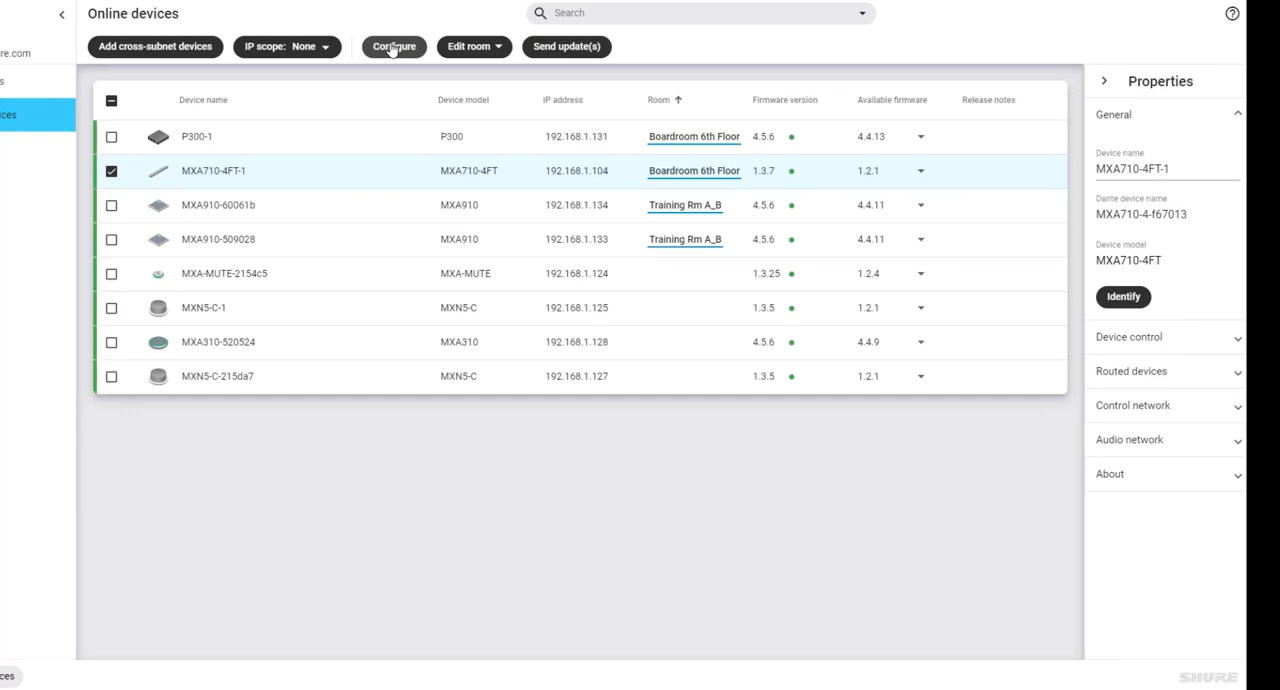 Online devices
Search
re.com
Add cross-subnet devices
IP scope: None
Configure
Edit room
Send update(s)
s
ces
Device name Device model IP address Room Firmware version Available firmware Release notes
P300-1 P300 192.168.1.131 Boardroom 6th Floor 4.5.6 4.4.13
MXA710-4FT-1 MXA710-4FT 192.168.1.104 Boardroom 6th Floor 1.3.7 1.2.1
MXA910-60061b MXA910 192.168.1.134 Training Rm A_B 4.5.6 4.4.11
MXA910-509028 MXA910 192.168.1.133 Training Rm A_B 4.5.6 4.4.11
MXA-MUTE-2154c5 MXA-MUTE 192.168.1.124 1.3.25 1.2.4
MXN5-C-1 MXN5-C 192.168.1.125 1.3.5 1.2.1
MXA310-520524 MXA310 192.168.1.128 4.5.6 4.4.9
MXN5-C-215da7 MXN5-C 192.168.1.127 1.3.5 1.2.1
Properties
General
Device name
MXA710-4FT-1
Dante device name
MXA710-4-f67013
Device model
MXA710-4FT
Identify
Device control
Routed devices
Control network
Audio network
About
ces
SHURE